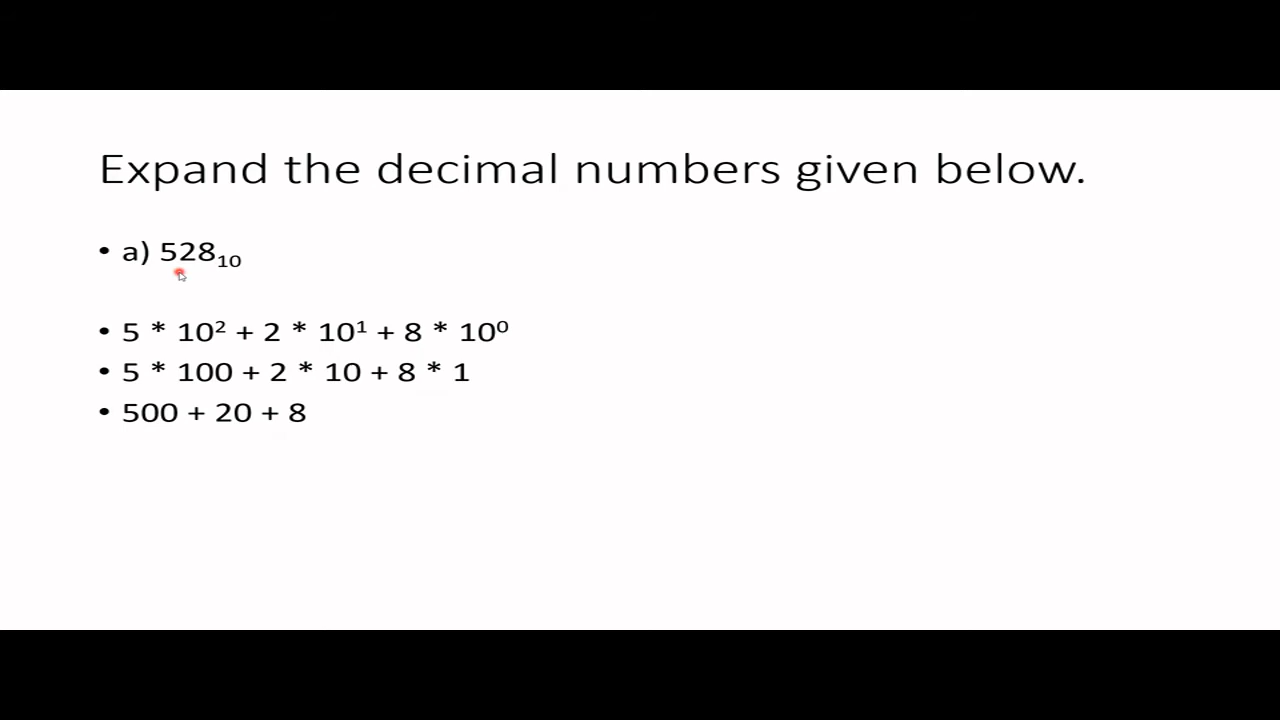 Expand the decimal numbers given below.
• a) 528₁₀
• 5 * 10² + 2 * 10¹ + 8 * 10⁰
• 5 * 100 + 2 * 10 + 8 * 1
• 500 + 20 + 8